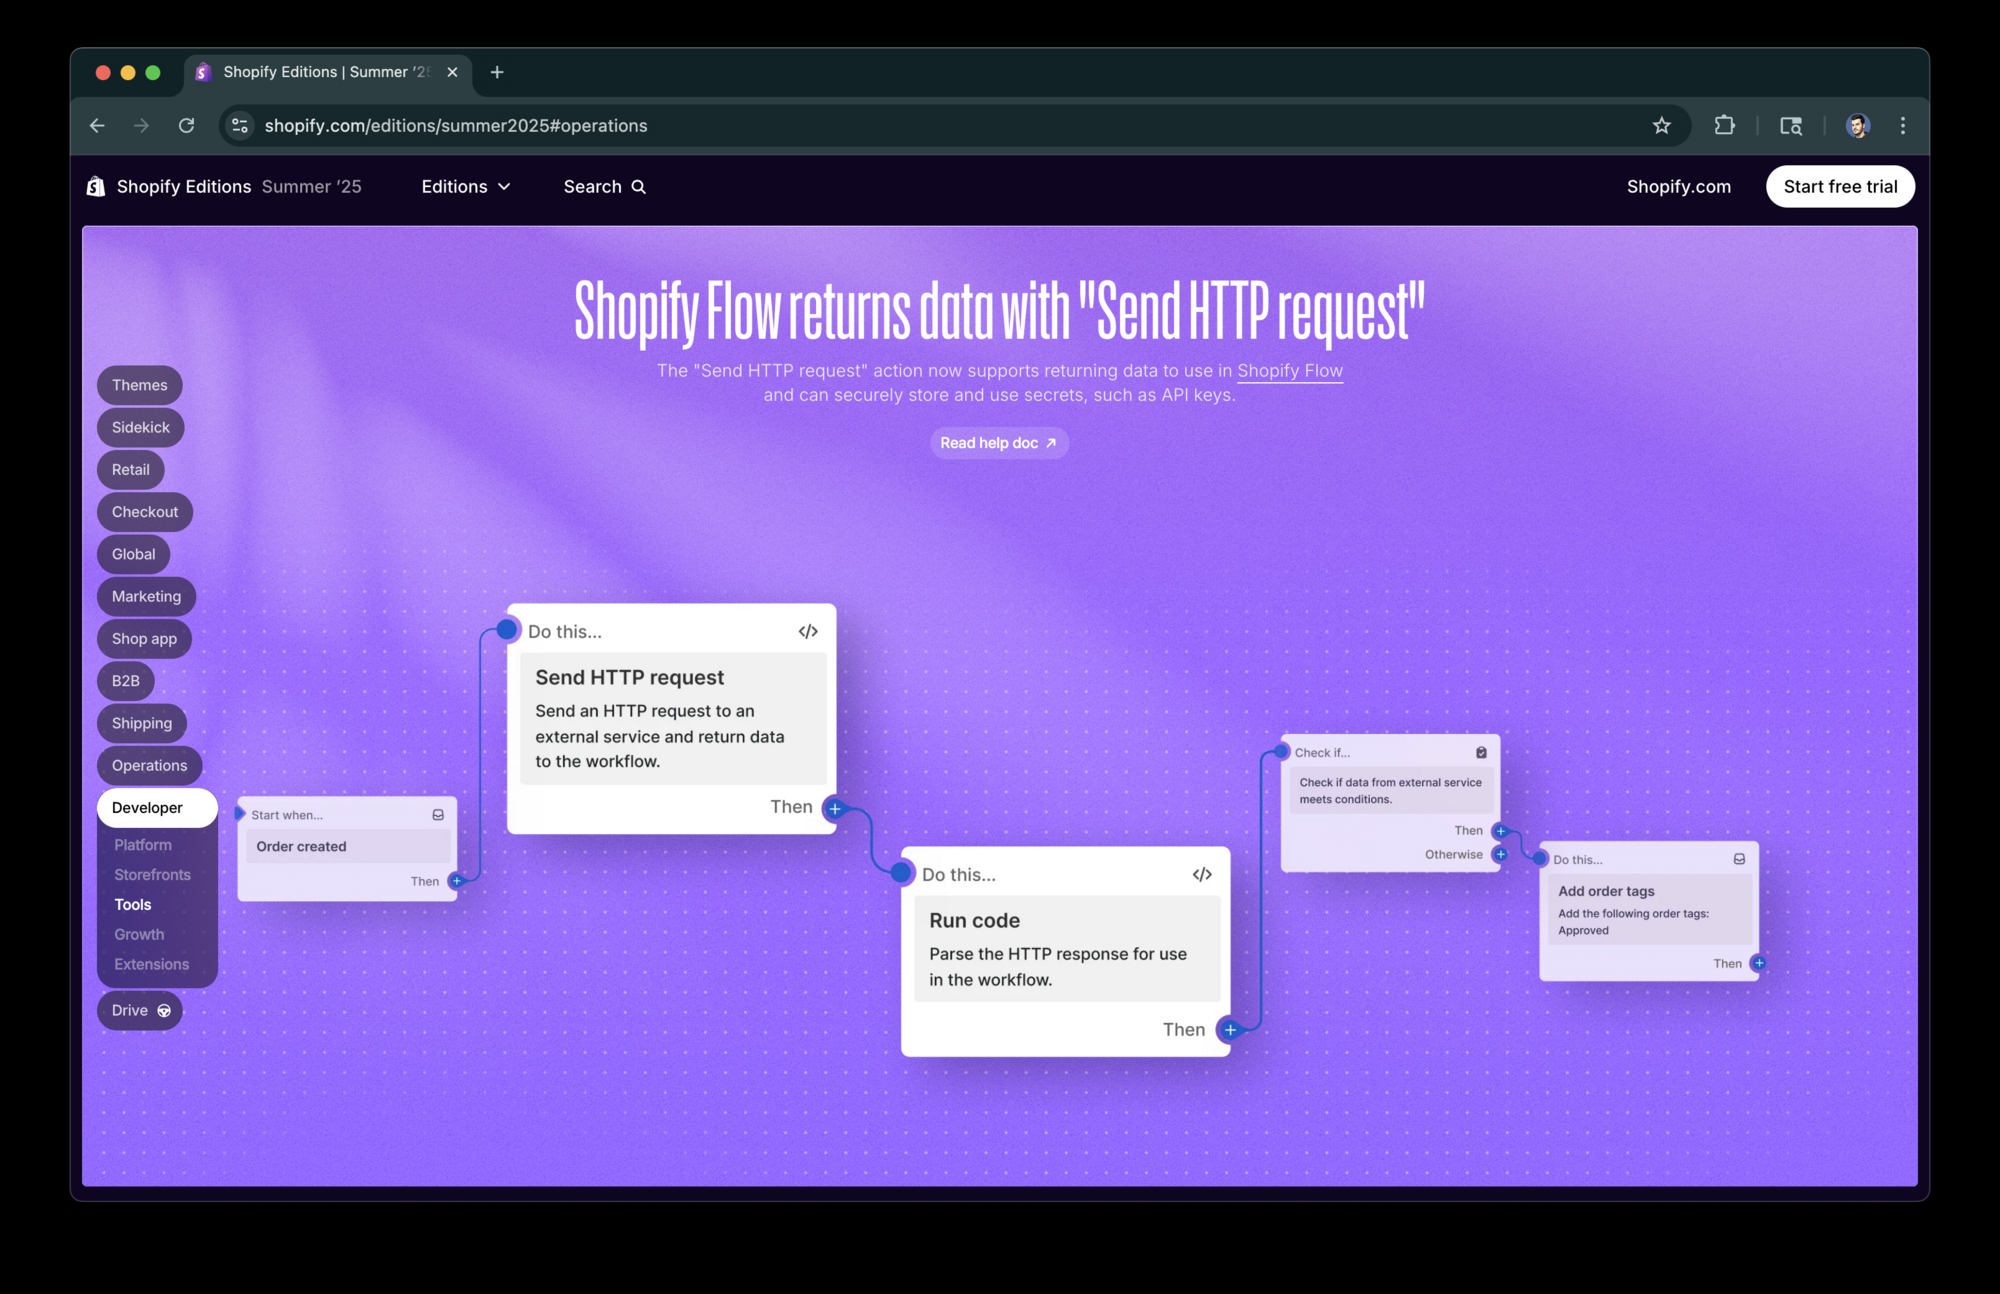 Shopify Editions | Summer ’2
shopify.com/editions/summer2025#operations
Shopify Editions Summer ’25
Editions
Search
Shopify.com
Start free trial
Shopify Flow returns data with "Send HTTP request"
The "Send HTTP request" action now supports returning data to use in Shopify Flow
and can securely store and use secrets, such as API keys.
Read help doc ↗
Themes
Sidekick
Retail
Checkout
Global
Marketing
Shop app
B2B
Shipping
Operations
Developer
Platform
Storefronts
Tools
Growth
Extensions
Drive
Start when...
Order created
Then
Do this...
Send HTTP request
Send an HTTP request to an
external service and return data
to the workflow.
Then
Do this...
Run code
Parse the HTTP response for use
in the workflow.
Then
Check if...
Check if data from external service
meets conditions.
Then
Otherwise
Do this...
Add order tags
Add the following order tags:
Approved
Then